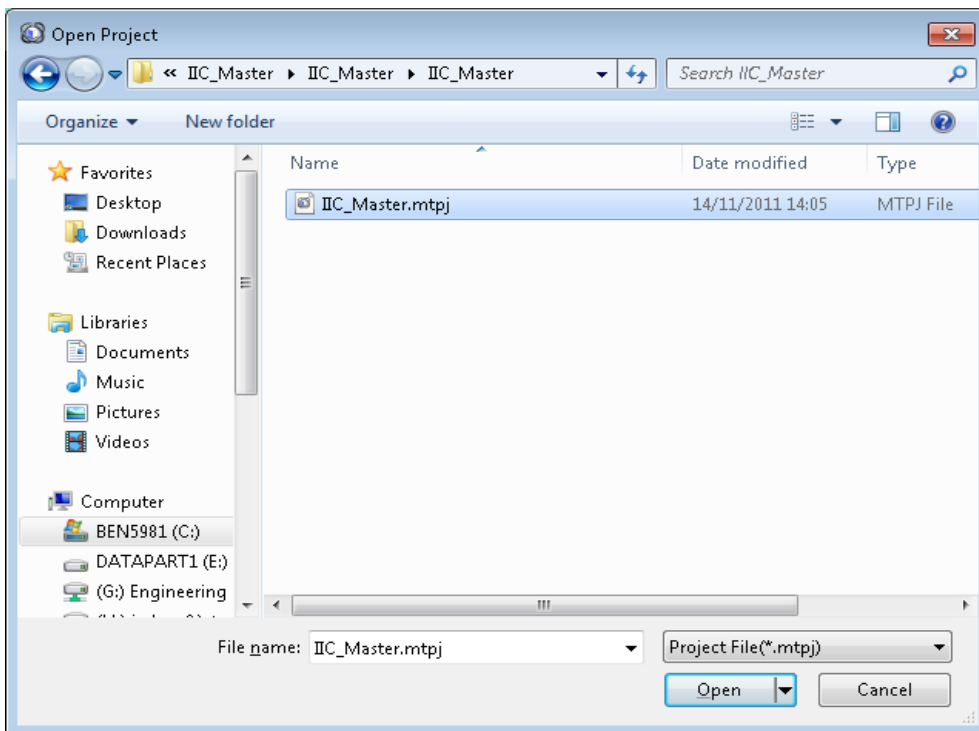 Open Project
« IIC_Master ▸ IIC_Master ▸ IIC_Master
Search IIC_Master
Organize
New folder
Name
Date modified
Type
IIC_Master.mtpj
14/11/2011 14:05
MTPJ File
Favorites
Desktop
Downloads
Recent Places
Libraries
Documents
Music
Pictures
Videos
Computer
BEN5981 (C:)
DATAPART1 (E:)
(G:) Engineering
File name:
IIC_Master.mtpj
Project File(*.mtpj)
Open
Cancel